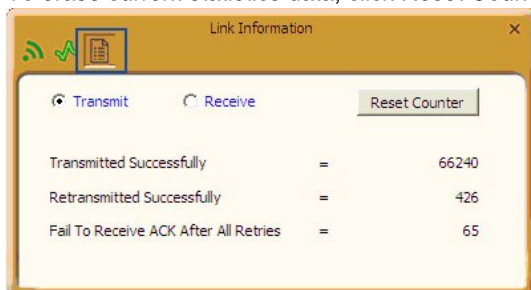 Link Information
Transmit Receive Reset Counter
Transmitted Successfully = 66240
Retransmitted Successfully = 426
Fail To Receive ACK After All Retries = 65